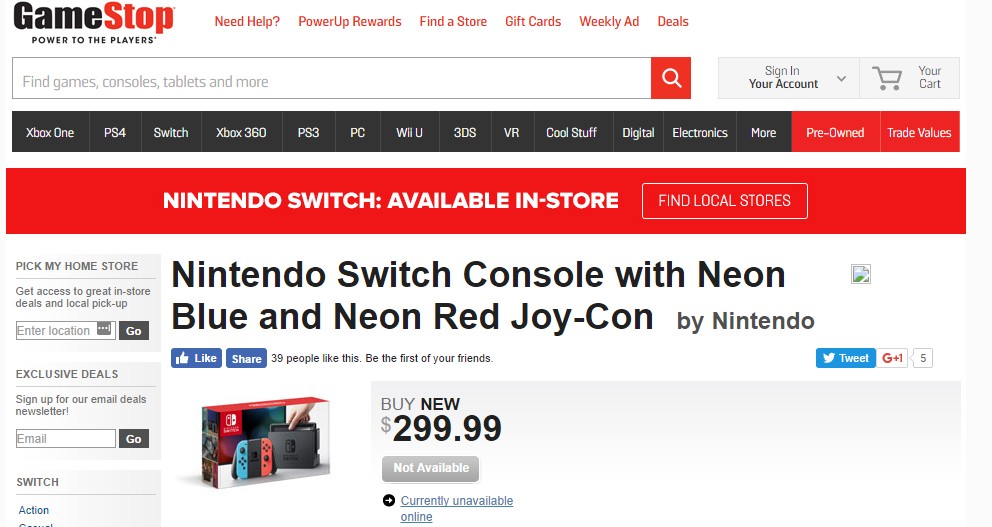 GameStop
POWER TO THE PLAYERS
Need Help? PowerUp Rewards Find a Store Gift Cards Weekly Ad Deals
Find games, consoles, tablets and more
Sign In
Your Account
Your
Cart
Xbox One PS4 Switch Xbox 360 PS3 PC Wii U 3DS VR Cool Stuff Digital Electronics More Pre-Owned Trade Values
NINTENDO SWITCH: AVAILABLE IN-STORE FIND LOCAL STORES
PICK MY HOME STORE
Get access to great in-store
deals and local pick-up
Enter location Go
EXCLUSIVE DEALS
Sign up for our email deals
newsletter!
Email Go
SWITCH
Action
Casual
Nintendo Switch Console with Neon
Blue and Neon Red Joy-Con by Nintendo
Like Share 39 people like this. Be the first of your friends.
Tweet G+1 5
BUY NEW
$299.99
Not Available
Currently unavailable
online